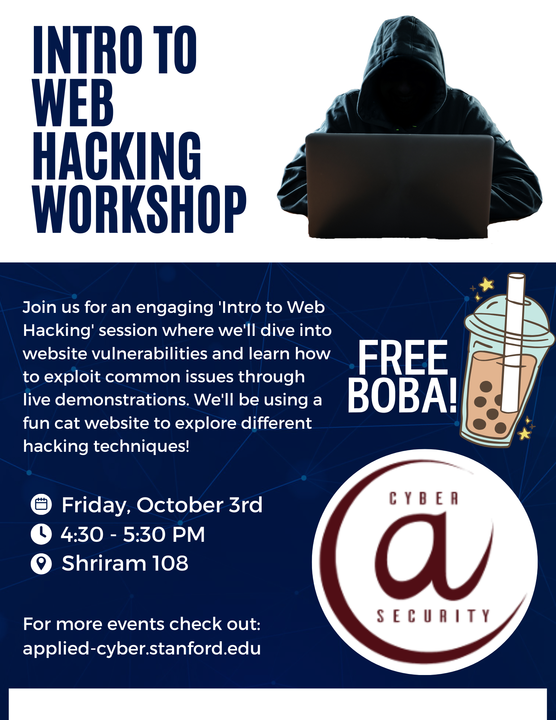 INTRO TO
WEB
HACKING
WORKSHOP
Join us for an engaging 'Intro to Web
Hacking' session where we'll dive into
website vulnerabilities and learn how
to exploit common issues through
live demonstrations. We'll be using a
fun cat website to explore different
hacking techniques!
FREE
BOBA!
Friday, October 3rd
4:30 - 5:30 PM
Shriram 108
CYBER
a
SECURITY
For more events check out:
applied-cyber.stanford.edu